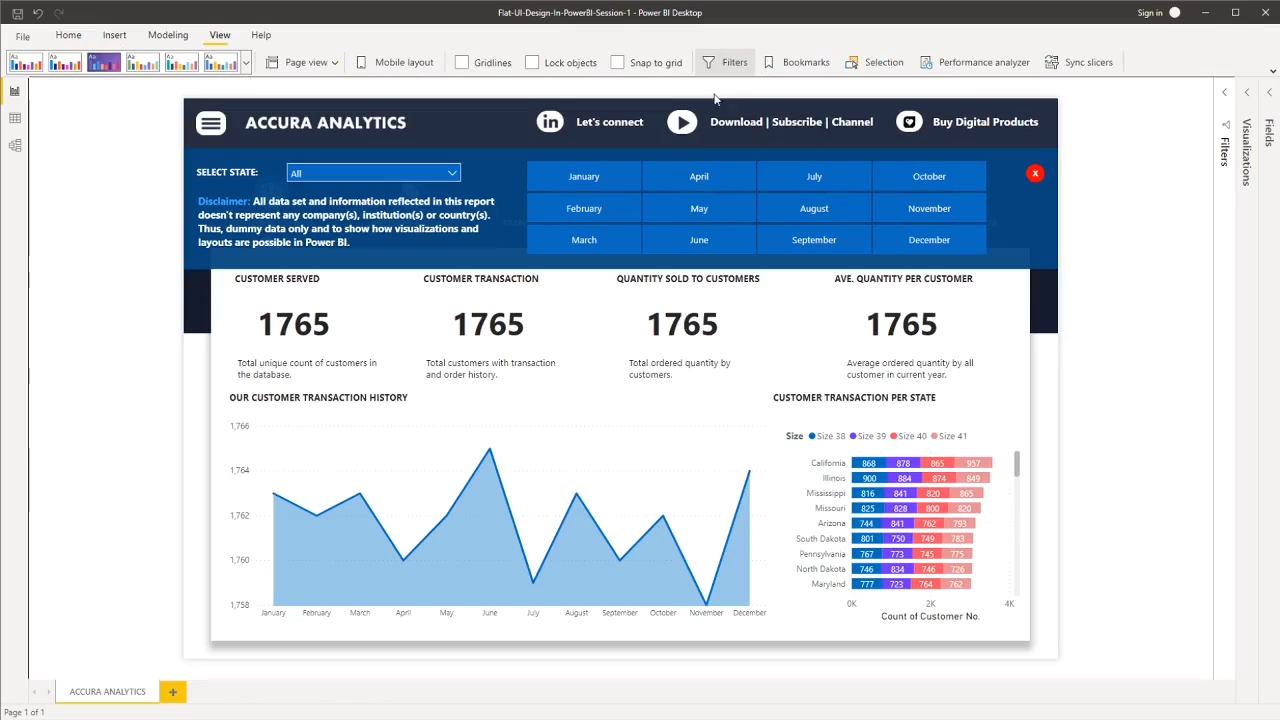 Flat-UI-Design-In-PowerBI-Session-1 - Power BI Desktop
Sign in
File Home Insert Modeling View Help
Aa Aa Aa Aa Aa Aa
Page view
Mobile layout
Gridlines
Lock objects
Snap to grid
Filters
Bookmarks
Selection
Performance analyzer
Sync slicers
ACCURA ANALYTICS
in Let's connect
Download | Subscribe | Channel
Buy Digital Products
SELECT STATE: All
Disclaimer: All data set and information reflected in this report
doesn't represent any company(s), institution(s) or country(s).
Thus, dummy data only and to show how visualizations and
layouts are possible in Power BI.
January April July October
February May August November
March June September December
X
CUSTOMER SERVED
1765
Total unique count of customers in
the database.
CUSTOMER TRANSACTION
1765
Total customers with transaction
and order history.
QUANTITY SOLD TO CUSTOMERS
1765
Total ordered quantity by
customers.
AVE. QUANTITY PER CUSTOMER
1765
Average ordered quantity by all
customer in current year.
OUR CUSTOMER TRANSACTION HISTORY
1,766
1,764
1,762
1,760
1,758
January February March April May June July August September October November December
CUSTOMER TRANSACTION PER STATE
Size Size 38 Size 39 Size 40 Size 41
California 868 878 865 957
Illinois 900 884 874 849
Mississippi 816 841 820 865
Missouri 825 828 800 820
Arizona 744 841 762 793
South Dakota 801 750 749 783
Pennsylvania 767 773 745 775
North Dakota 746 834 746 726
Maryland 777 723 764 762
0K 2K 4K
Count of Customer No.
Filters
Visualizations
Fields
ACCURA ANALYTICS
+
Page 1 of 1